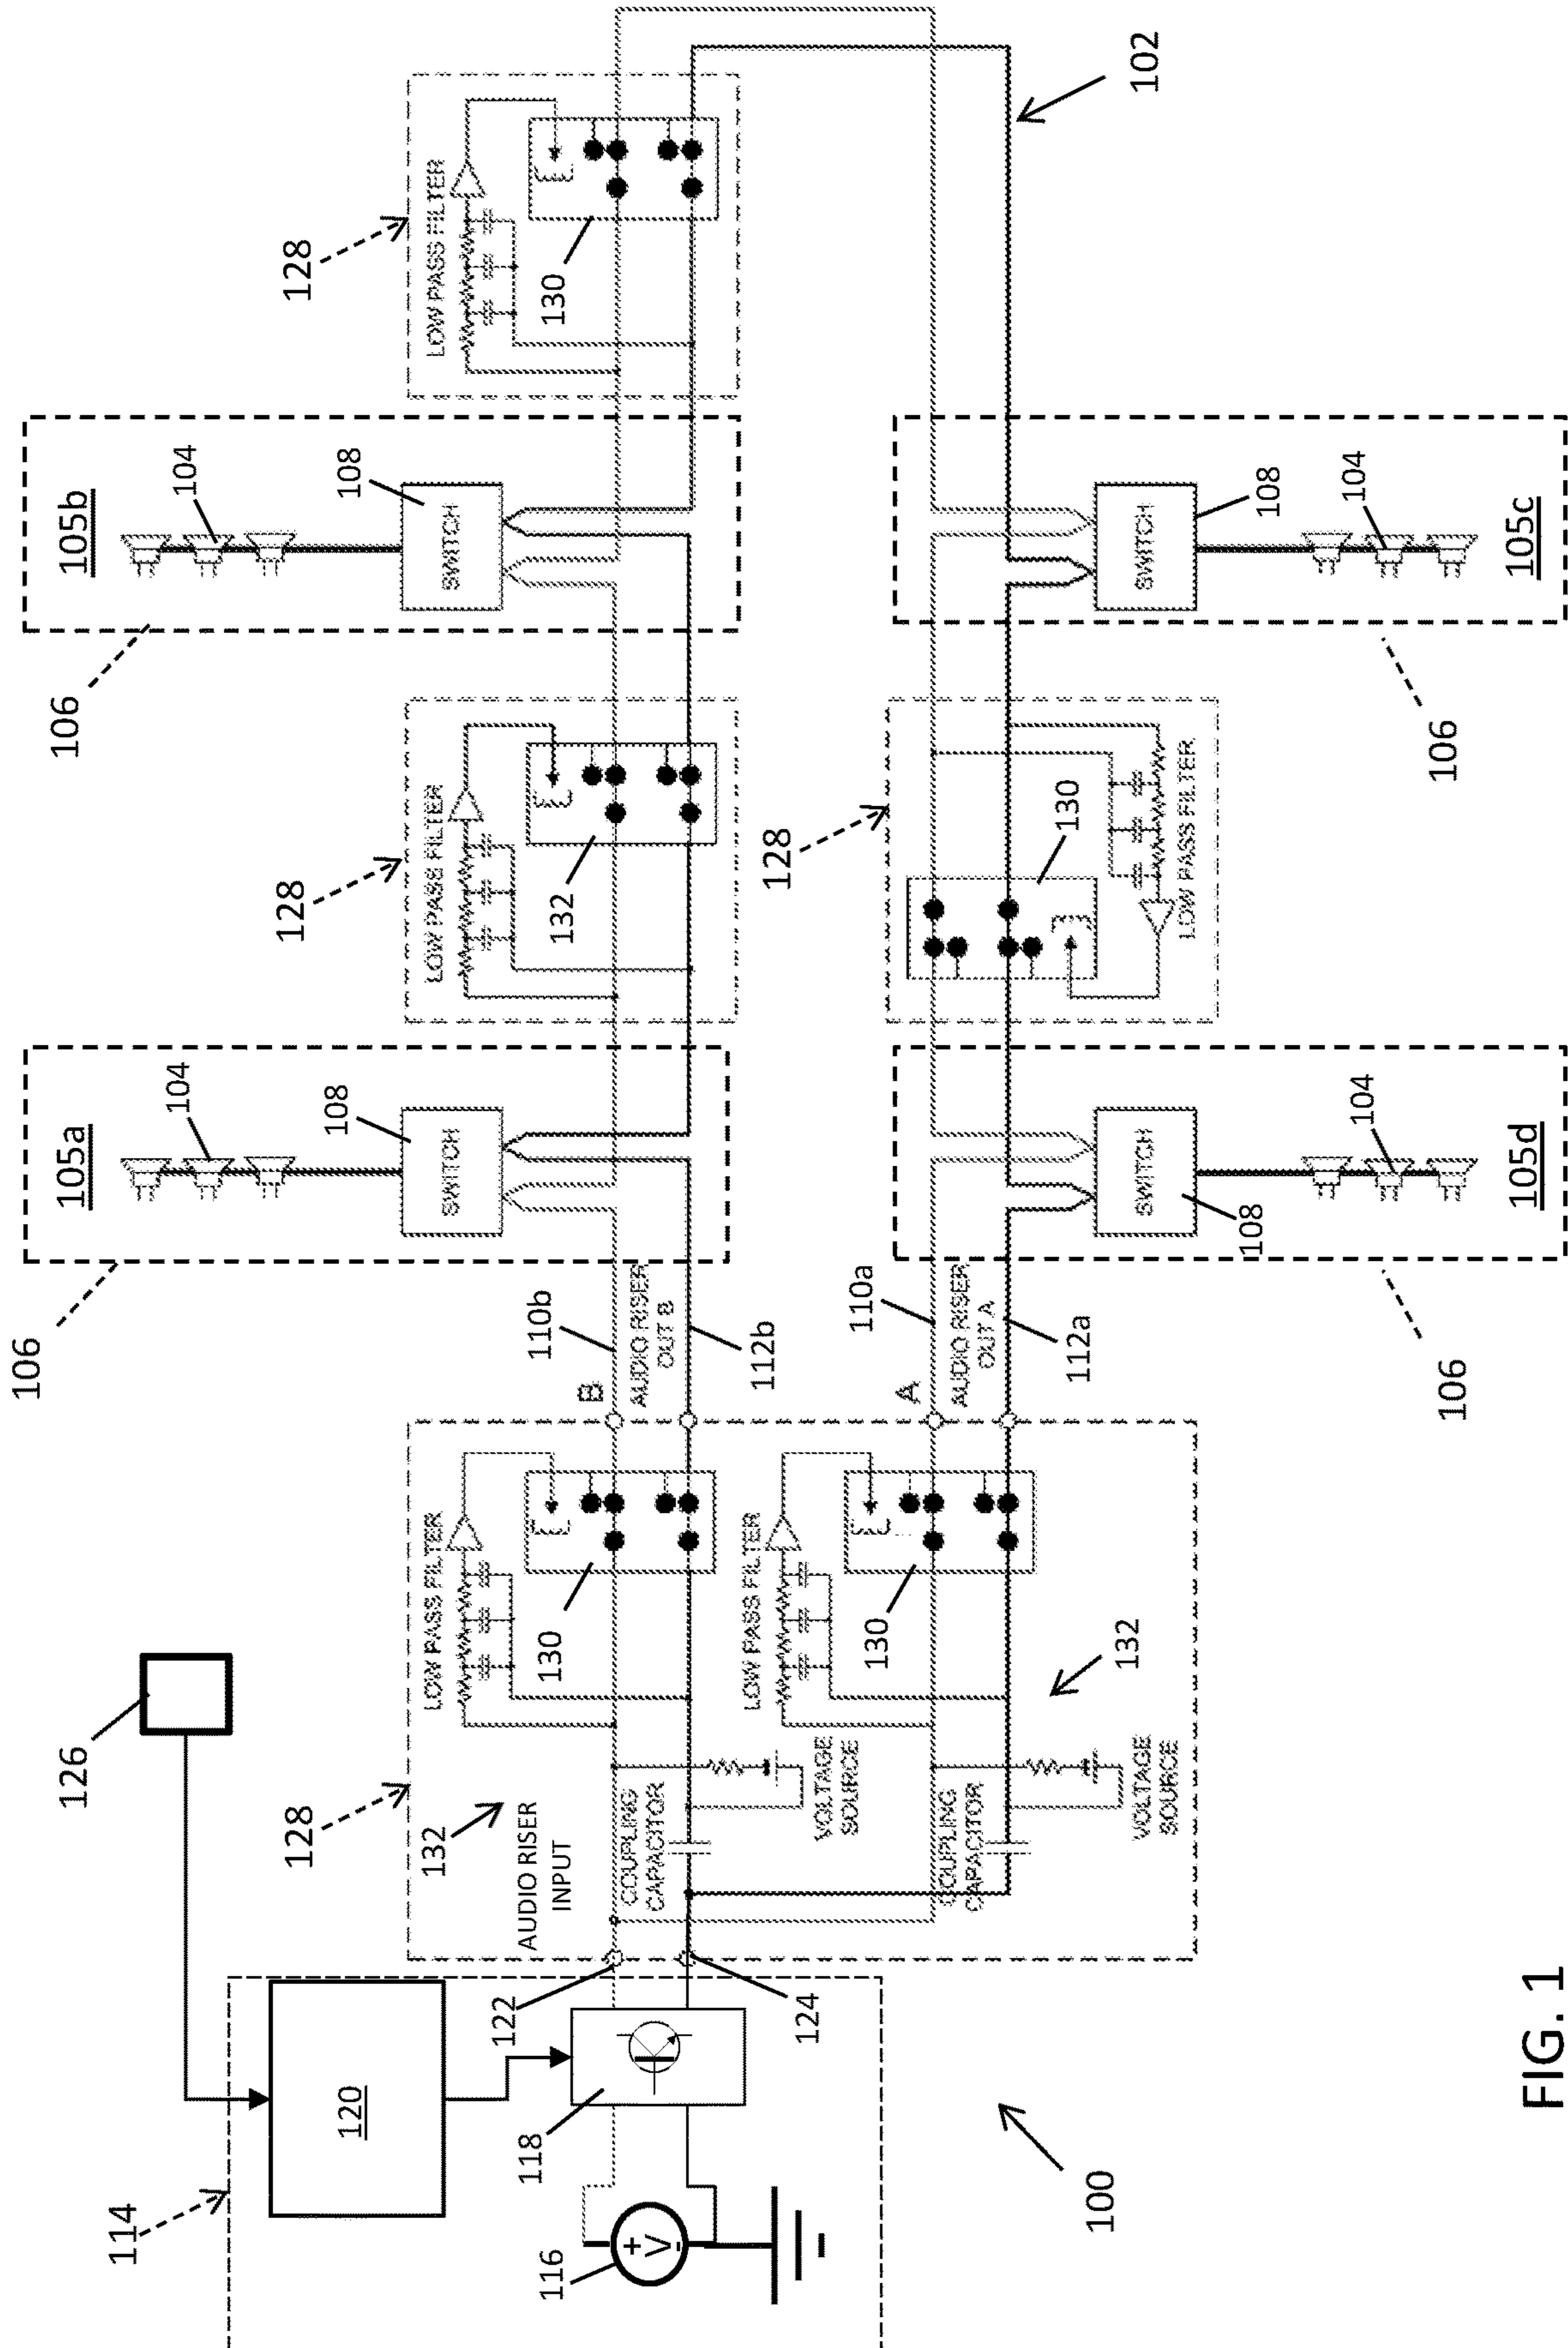 106
106
126
105a
105b
114
104
104
128
128
128
120
108
108
LOW PASS FILTER
LOW PASS FILTER
LOW PASS FILTER
132
SWITCH
SWITCH
AUDIO RISER
INPUT
118
122
130
110b
132
130
116
B
COUPLING
CAPACITOR
AUDIO RISER
OUT B
V
+
-
LOW PASS FILTER
112b
128
124
VOLTAGE
SOURCE
130
110a
A
COUPLING
CAPACITOR
AUDIO RISER
OUT A
130
100
132
112a
102
VOLTAGE
SOURCE
SWITCH
SWITCH
LOW PASS FILTER
108
108
104
104
106
106
105d
105c
FIG. 1